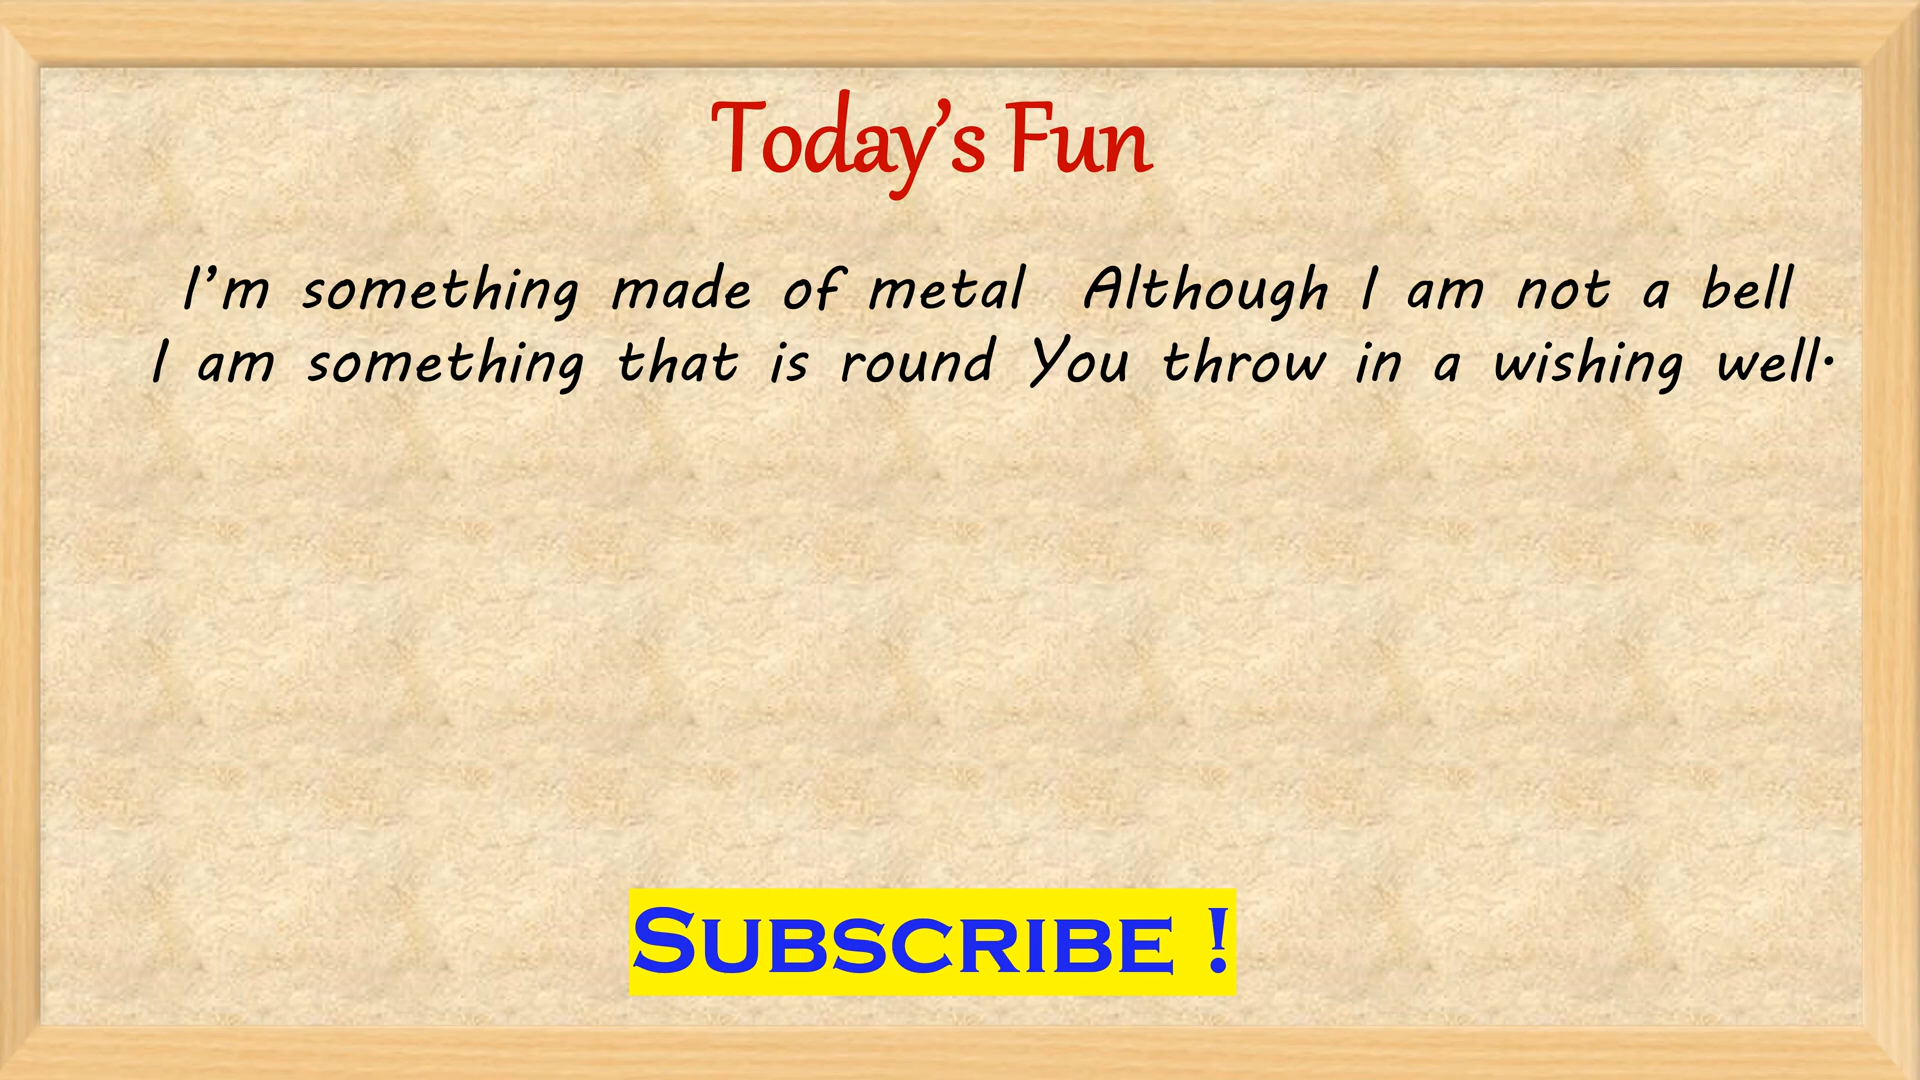 Today’s Fun
I’m something made of metal Although I am not a bell
I am something that is round You throw in a wishing well.
SUBSCRIBE !